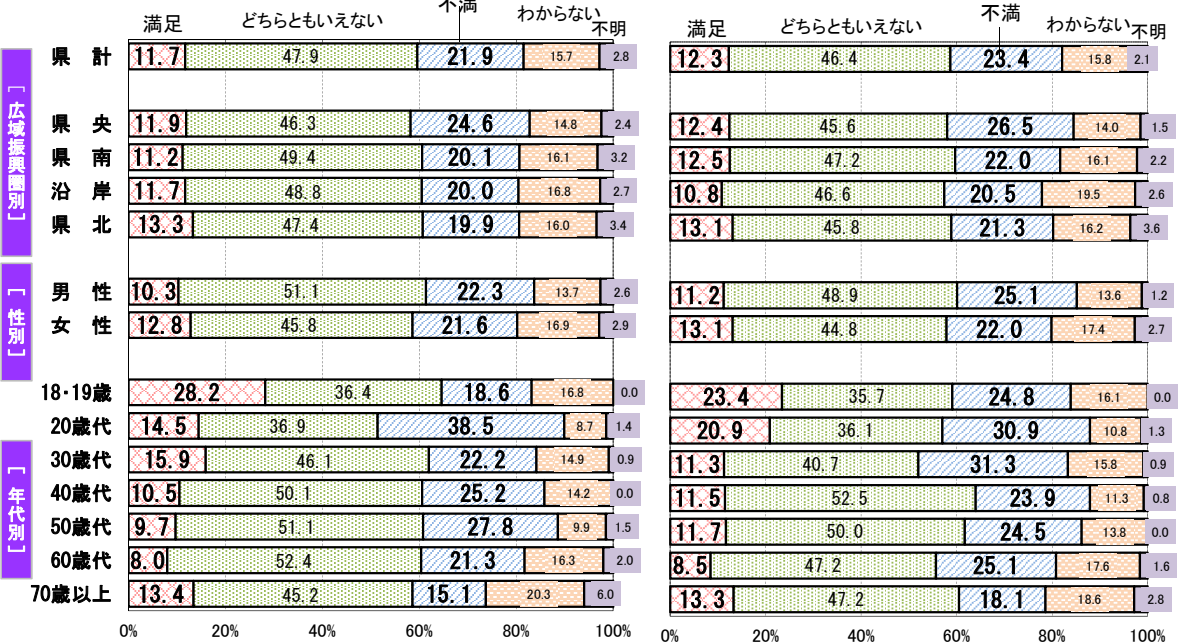 満足 どちらともいえない 不満 わからない 不明 満足 どちらともいえない 不満 わからない 不明
県 計 11.7 47.9 21.9 15.7 2.8 12.3 46.4 23.4 15.8 2.1
[広域振興圏別]
県 央 11.9 46.3 24.6 14.8 2.4 12.4 45.6 26.5 14.0 1.5
県 南 11.2 49.4 20.1 16.1 3.2 12.5 47.2 22.0 16.1 2.2
沿 岸 11.7 48.8 20.0 16.8 2.7 10.8 46.6 20.5 19.5 2.6
県 北 13.3 47.4 19.9 16.0 3.4 13.1 45.8 21.3 16.2 3.6
[性別]
男 性 10.3 51.1 22.3 13.7 2.6 11.2 48.9 25.1 13.6 1.2
女 性 12.8 45.8 21.6 16.9 2.9 13.1 44.8 22.0 17.4 2.7
18・19歳 28.2 36.4 18.6 16.8 0.0 23.4 35.7 24.8 16.1 0.0
20歳代 14.5 36.9 38.5 8.7 1.4 20.9 36.1 30.9 10.8 1.3
[年代別]
30歳代 15.9 46.1 22.2 14.9 0.9 11.3 40.7 31.3 15.8 0.9
40歳代 10.5 50.1 25.2 14.2 0.0 11.5 52.5 23.9 11.3 0.8
50歳代 9.7 51.1 27.8 9.9 1.5 11.7 50.0 24.5 13.8 0.0
60歳代 8.0 52.4 21.3 16.3 2.0 8.5 47.2 25.1 17.6 1.6
70歳以上 13.4 45.2 15.1 20.3 6.0 13.3 47.2 18.1 18.6 2.8
0% 20% 40% 60% 80% 100% 0% 20% 40% 60% 80% 100%